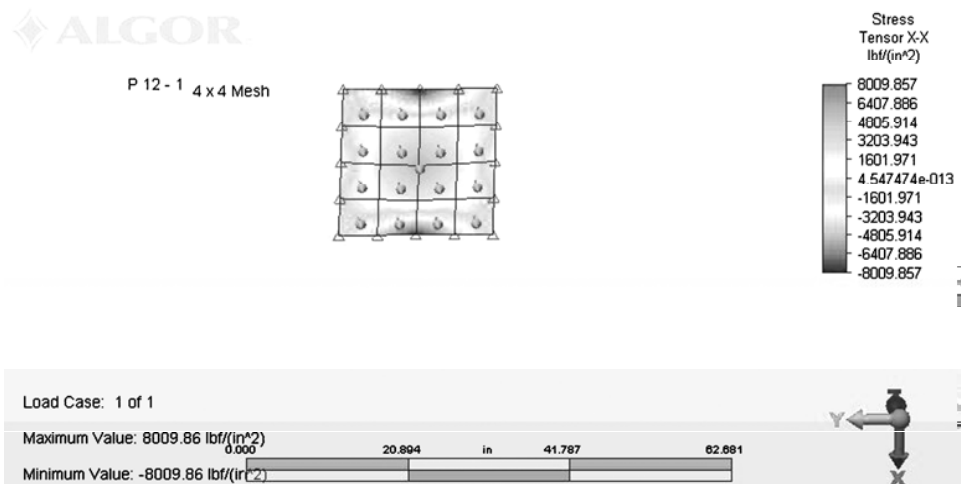 ALGOR
Stress
Tensor X-X
lbf/(in^2)
P 12 - 1 4 x 4 Mesh
8009.857
6407.886
4805.914
3203.943
1601.971
4.547474e-013
-1601.971
-3203.943
-4805.914
-6407.886
-8009.857
Load Case: 1 of 1
Maximum Value: 8009.86 lbf/(in^2)
0.000 20.894 in 41.787 62.681
Minimum Value: -8009.86 lbf/(in^2)
Z
Y
X